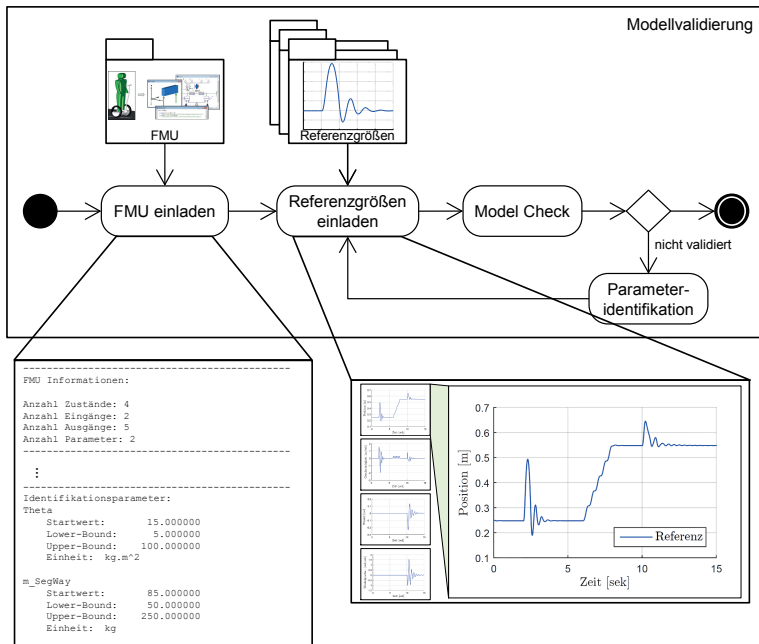 Modellvalidierung
FMU
Referenzgrößen
FMU einladen
Referenzgrößen
einladen
Model Check
nicht validiert
Parameter-
identifikation
FMU Informationen:
Anzahl Zustände: 4
Anzahl Eingänge: 2
Anzahl Ausgänge: 5
Anzahl Parameter: 2
Identifikationsparameter:
Theta
Startwert: 15.000000
Lower-Bound: 5.000000
Upper-Bound: 100.000000
Einheit: kg.m^2
m_SegWay
Startwert: 85.000000
Lower-Bound: 50.000000
Upper-Bound: 250.000000
Einheit: kg
Position [m]
0.7
0.6
0.5
0.4
0.3
0.2
0.1
Referenz
0 5 10 15
Zeit [sek]